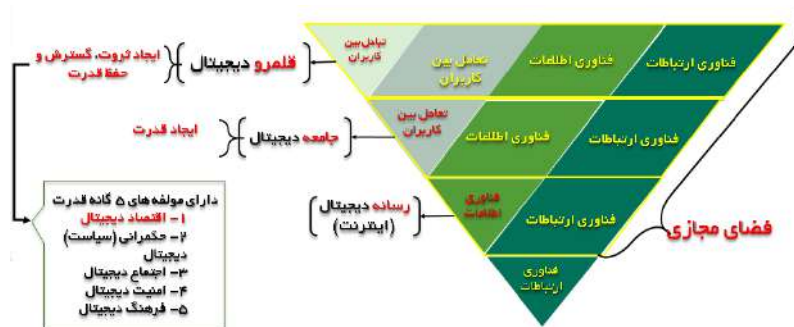 فناوری ارتباطات
فناوری اطلاعات
تعامل بین
کاربران
تبادل بین
کاربران
قلمرو دیجیتال
ایجاد ثروت، گسترش و
حفظ قدرت
فناوری ارتباطات
فناوری اطلاعات
تعامل بین
کاربران
جامعه دیجیتال
ایجاد قدرت
فناوری ارتباطات
فناوری
اطلاعات
رسانه دیجیتال
(اینترنت)
فناوری
ارتباطات
فضای مجازی
دارای مولفه های ۵ گانه قدرت
۱- اقتصاد دیجیتال
۲- حکمرانی (سیاست)
دیجیتال
۳- اجتماع دیجیتال
۴- امنیت دیجیتال
۵- فرهنگ دیجیتال